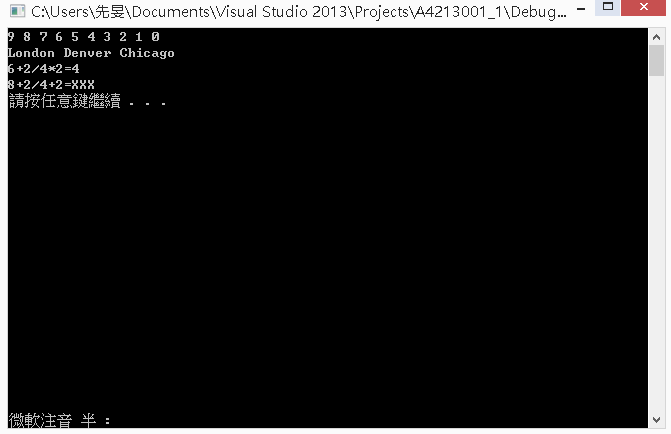 C:\Users\先旻\Documents\Visual Studio 2013\Projects\A4213001_1\Debug...
9 8 7 6 5 4 3 2 1 0
London Denver Chicago
6+2/4*2=4
8+2/4+2=XXX
請按任意鍵繼續 . . .
微軟注音 半 :